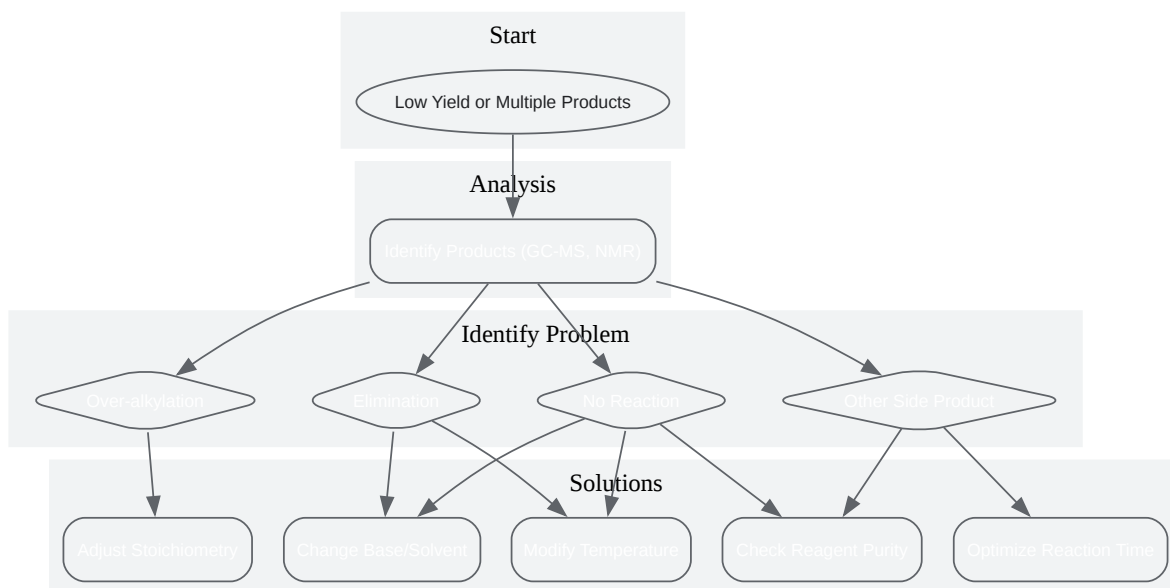 Start
Low Yield or Multiple Products
Analysis
Identify Products (GC-MS, NMR)
Identify Problem
Over-alkylation
Elimination
No Reaction
Other Side Product
Solutions
Adjust Stoichiometry
Change Base/Solvent
Modify Temperature
Check Reagent Purity
Optimize Reaction Time